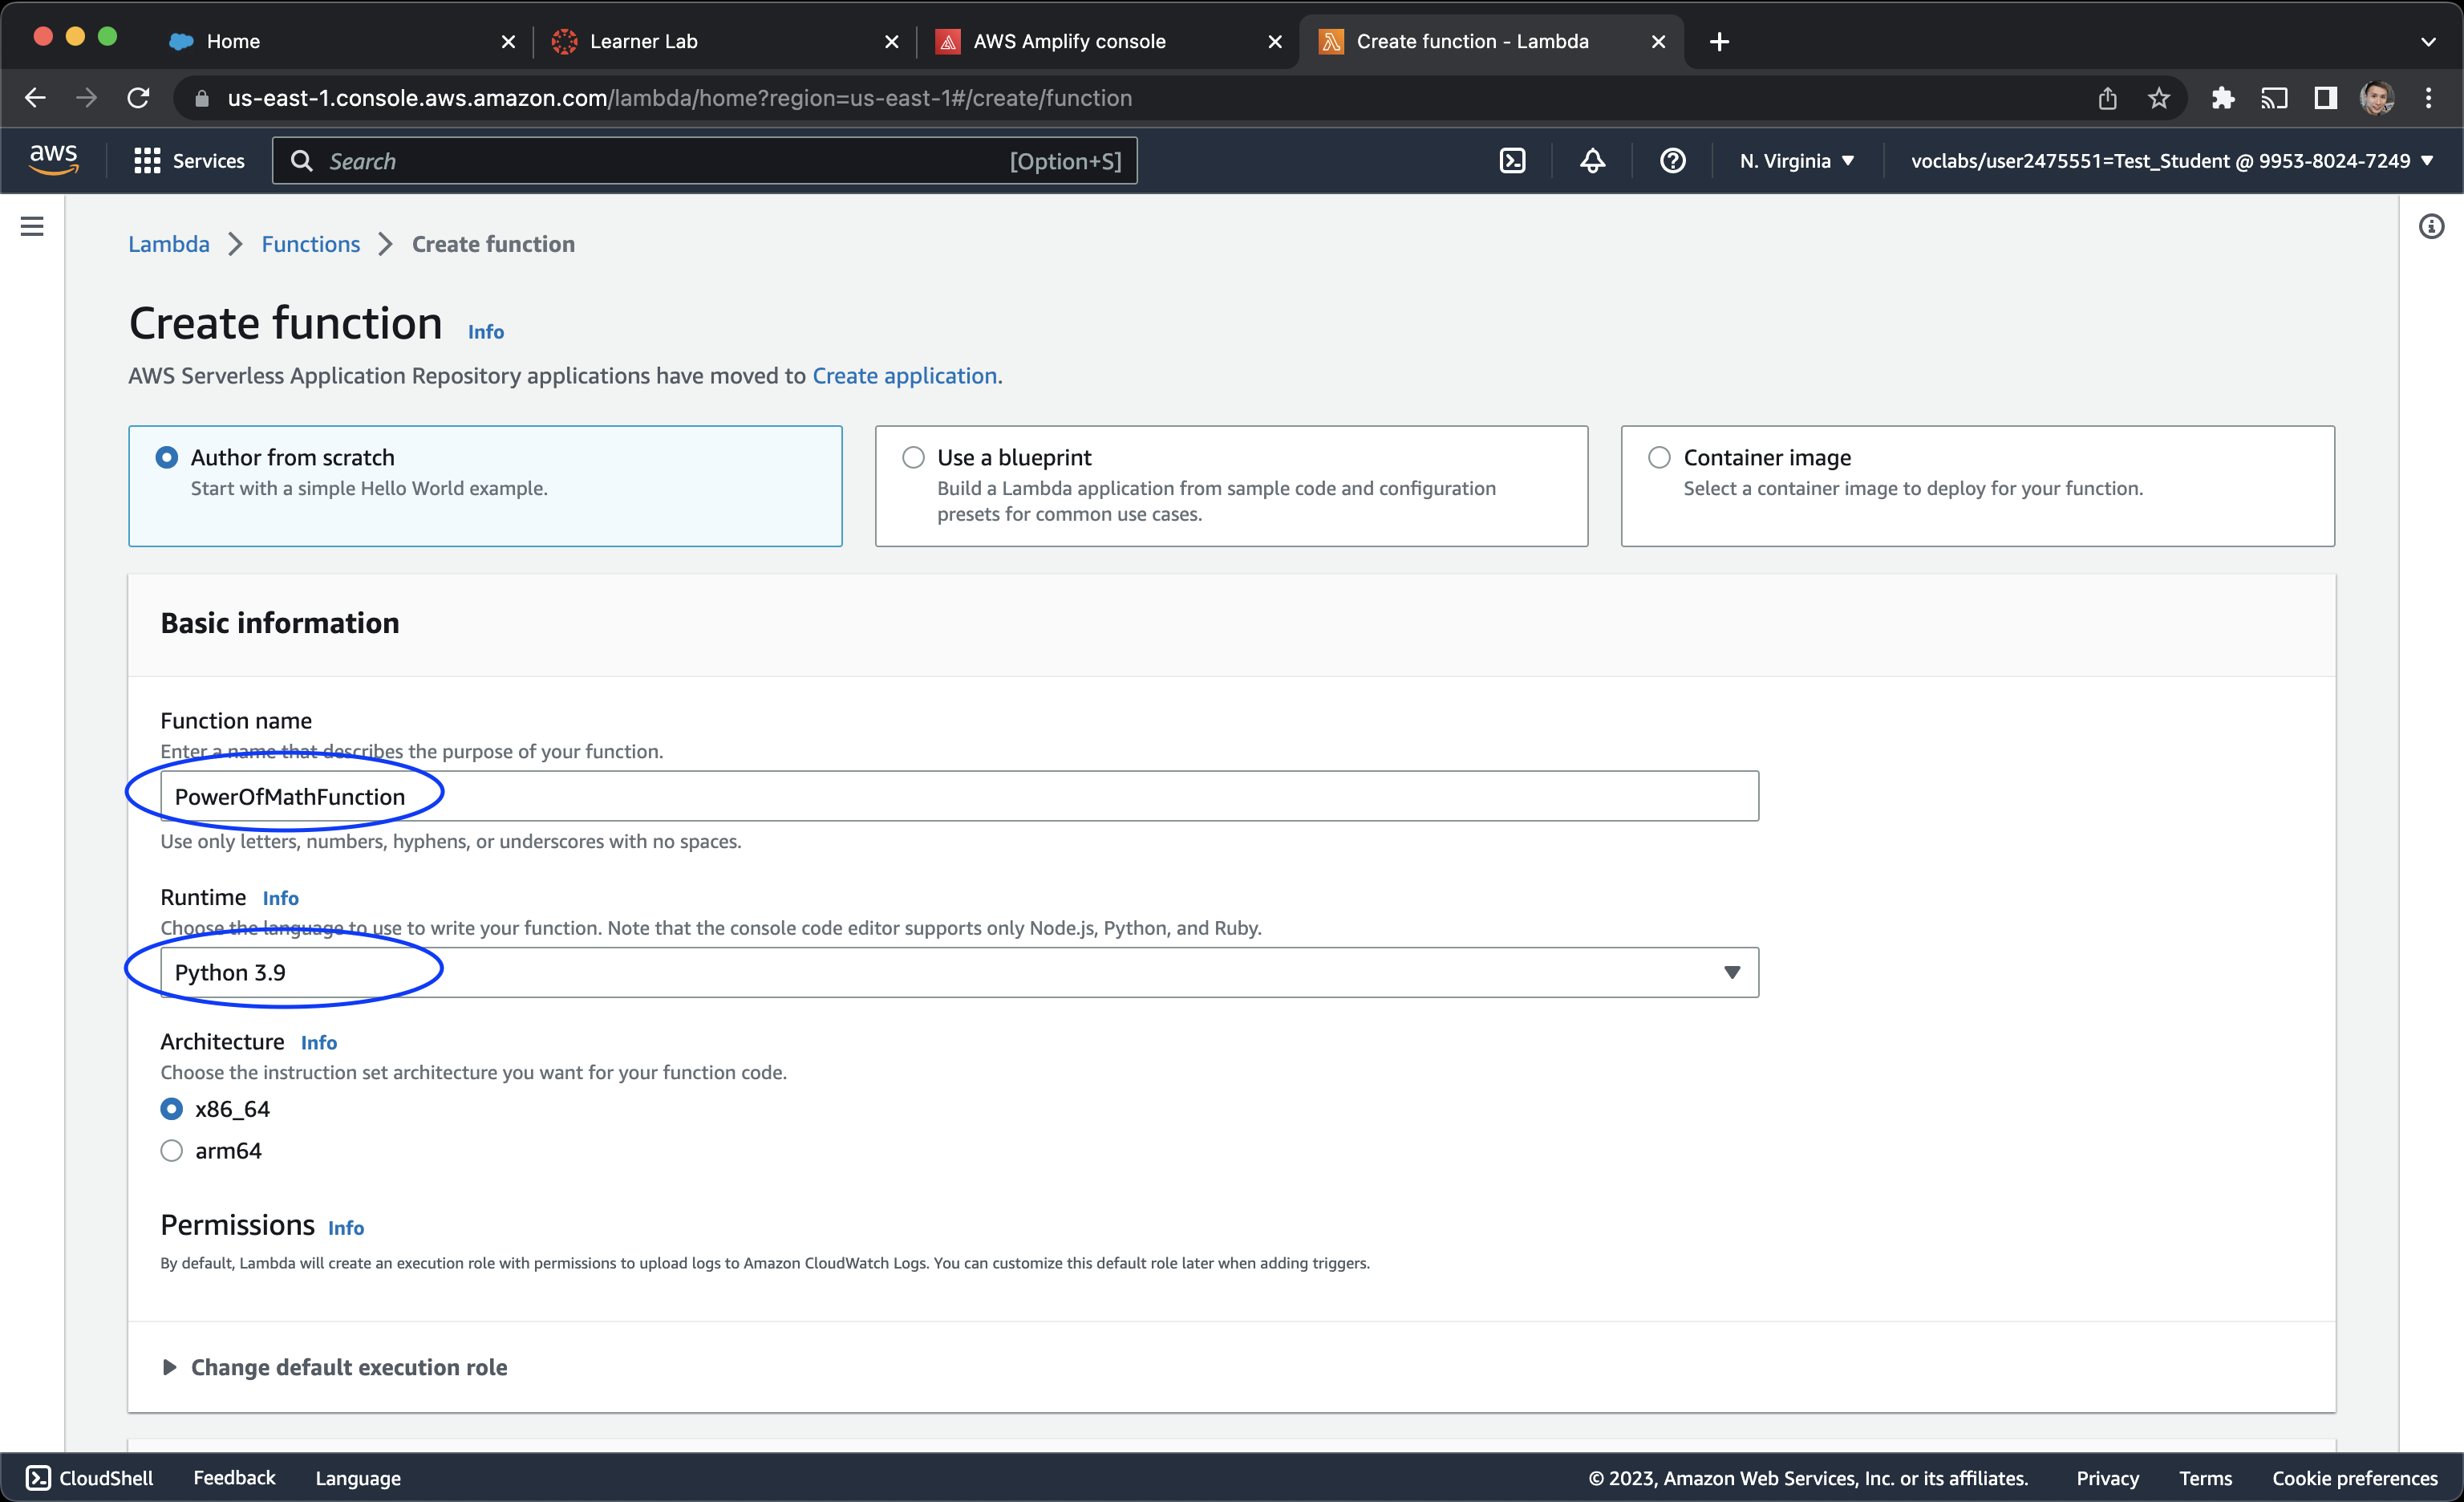 Home
Learner Lab
AWS Amplify console
Create function - Lambda
us-east-1.console.aws.amazon.com/lambda/home?region=us-east-1#/create/function
aws
Services
Search
[Option+S]
N. Virginia
voclabs/user2475551=Test_Student @ 9953-8024-7249
Lambda
Functions
Create function
Create function Info
AWS Serverless Application Repository applications have moved to Create application.
Author from scratch
Start with a simple Hello World example.
Use a blueprint
Build a Lambda application from sample code and configuration
presets for common use cases.
Container image
Select a container image to deploy for your function.
Basic information
Function name
Enter a name that describes the purpose of your function.
PowerOfMathFunction
Use only letters, numbers, hyphens, or underscores with no spaces.
Runtime Info
Choose the language to use to write your function. Note that the console code editor supports only Node.js, Python, and Ruby.
Python 3.9
Architecture Info
Choose the instruction set architecture you want for your function code.
x86_64
arm64
Permissions Info
By default, Lambda will create an execution role with permissions to upload logs to Amazon CloudWatch Logs. You can customize this default role later when adding triggers.
Change default execution role
CloudShell
Feedback
Language
© 2023, Amazon Web Services, Inc. or its affiliates.
Privacy
Terms
Cookie preferences